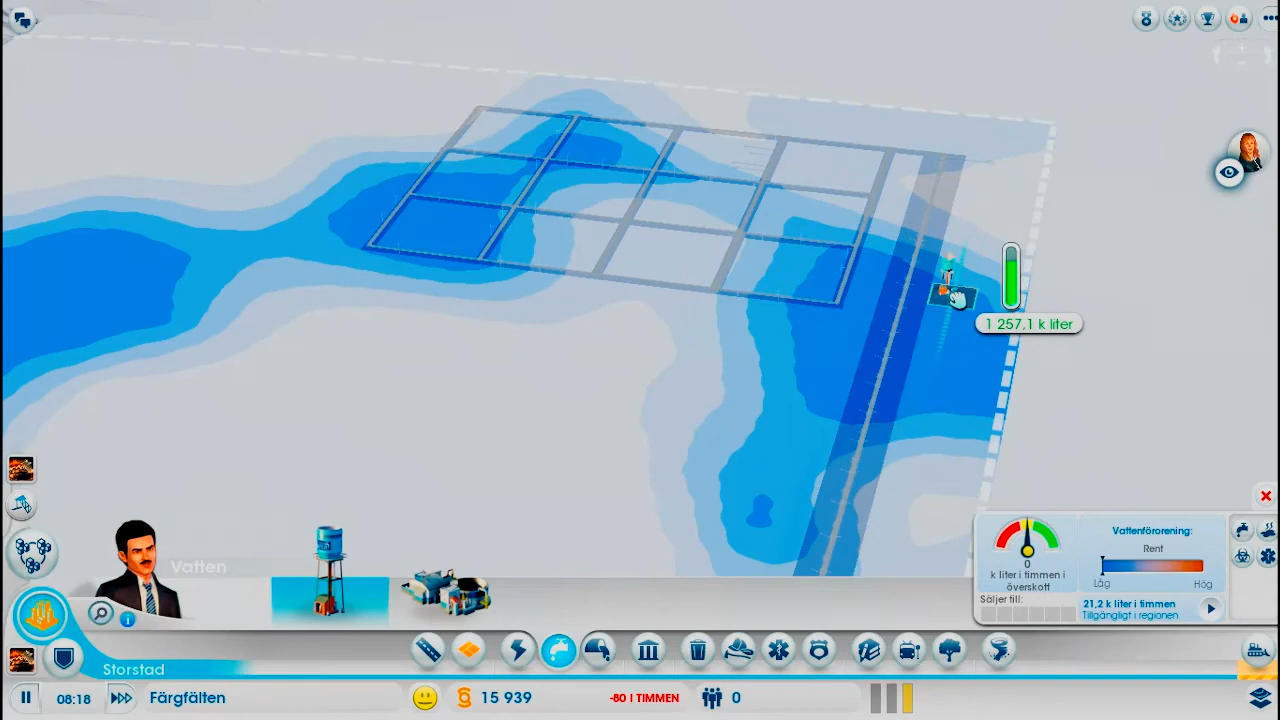 1 257,1 k liter
Vatten
0
k liter i timmen i
överskott
Säljer till:
Vattenförorening:
Rent
Låg
Hög
21,2 k liter i timmen
Tillgängligt i regionen
Storstad
08:18
Färgfälten
15 939
-80 I TIMMEN
0